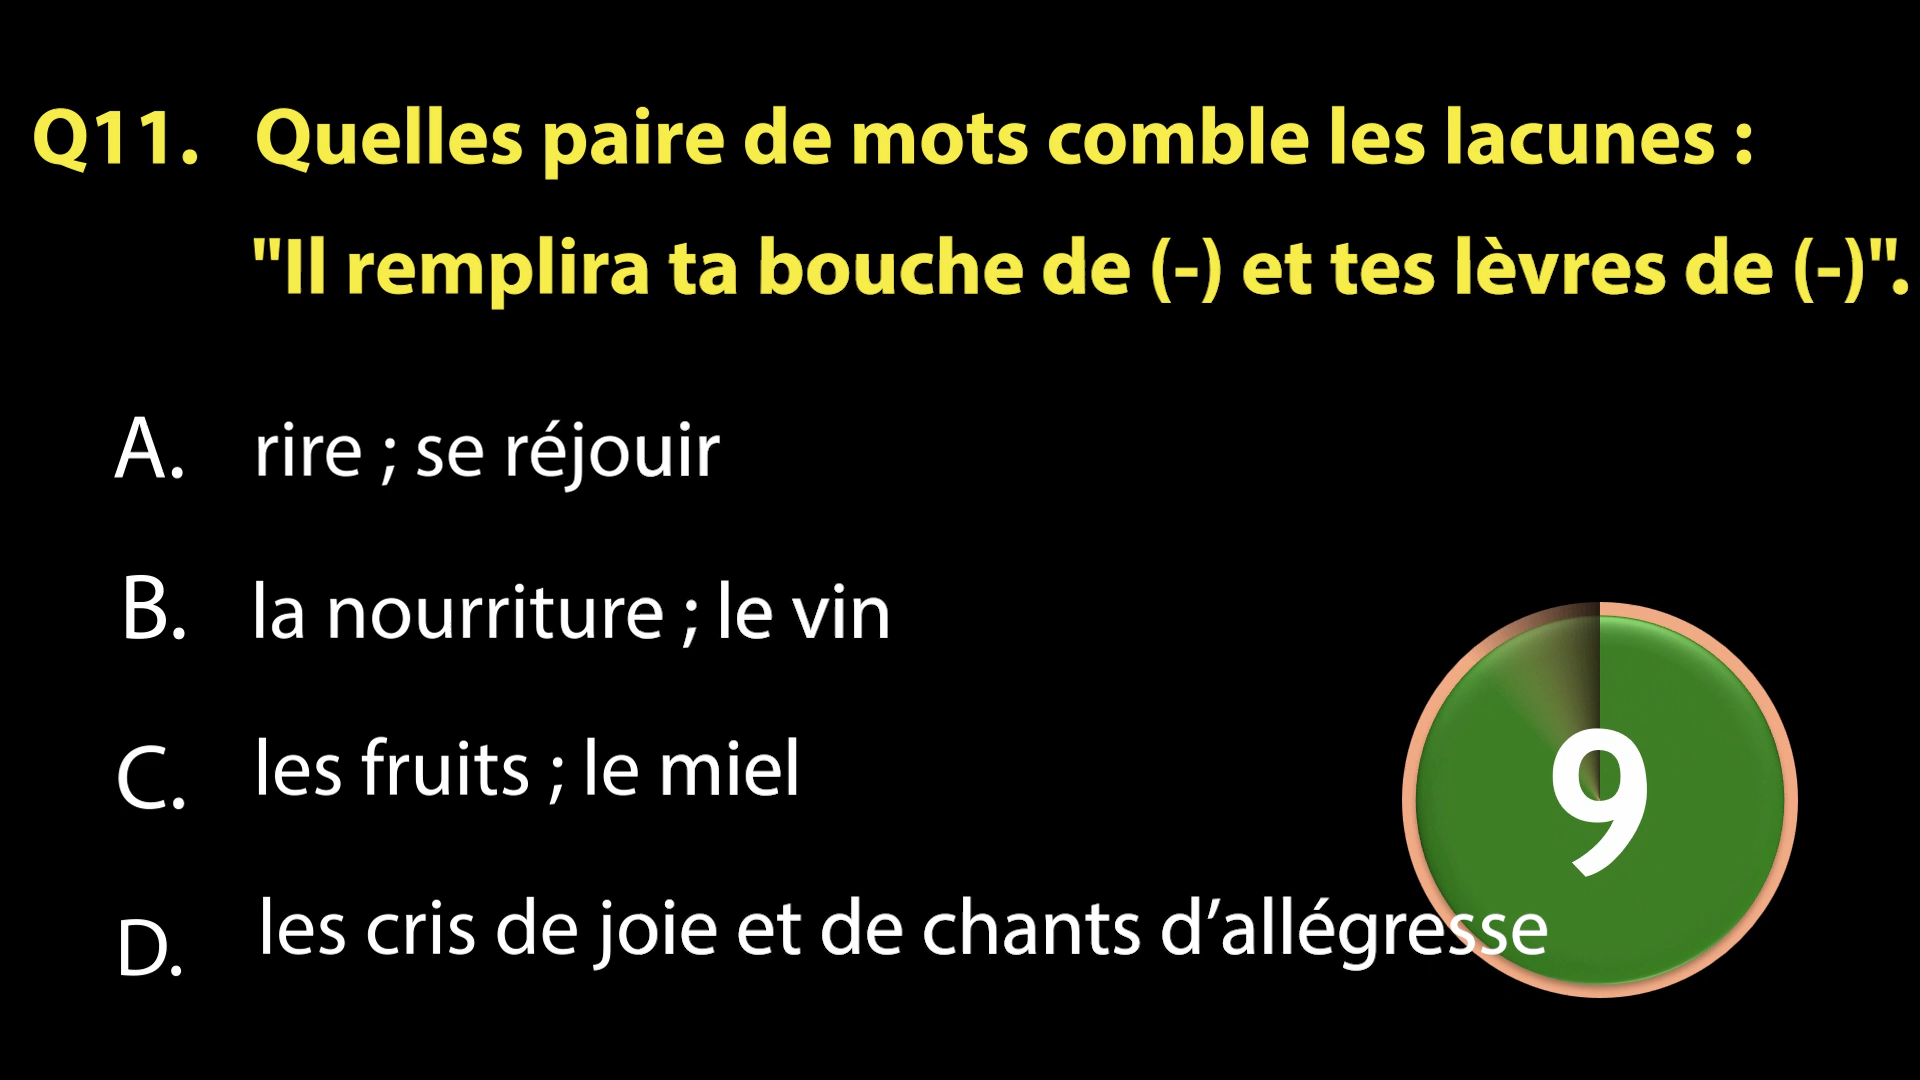 Q11. Quelles paire de mots comble les lacunes :
"Il remplira ta bouche de (-) et tes lèvres de (-)".
A. rire ; se réjouir
B. la nourriture ; le vin
C. les fruits ; le miel
9
D. les cris de joie et de chants d’allégresse